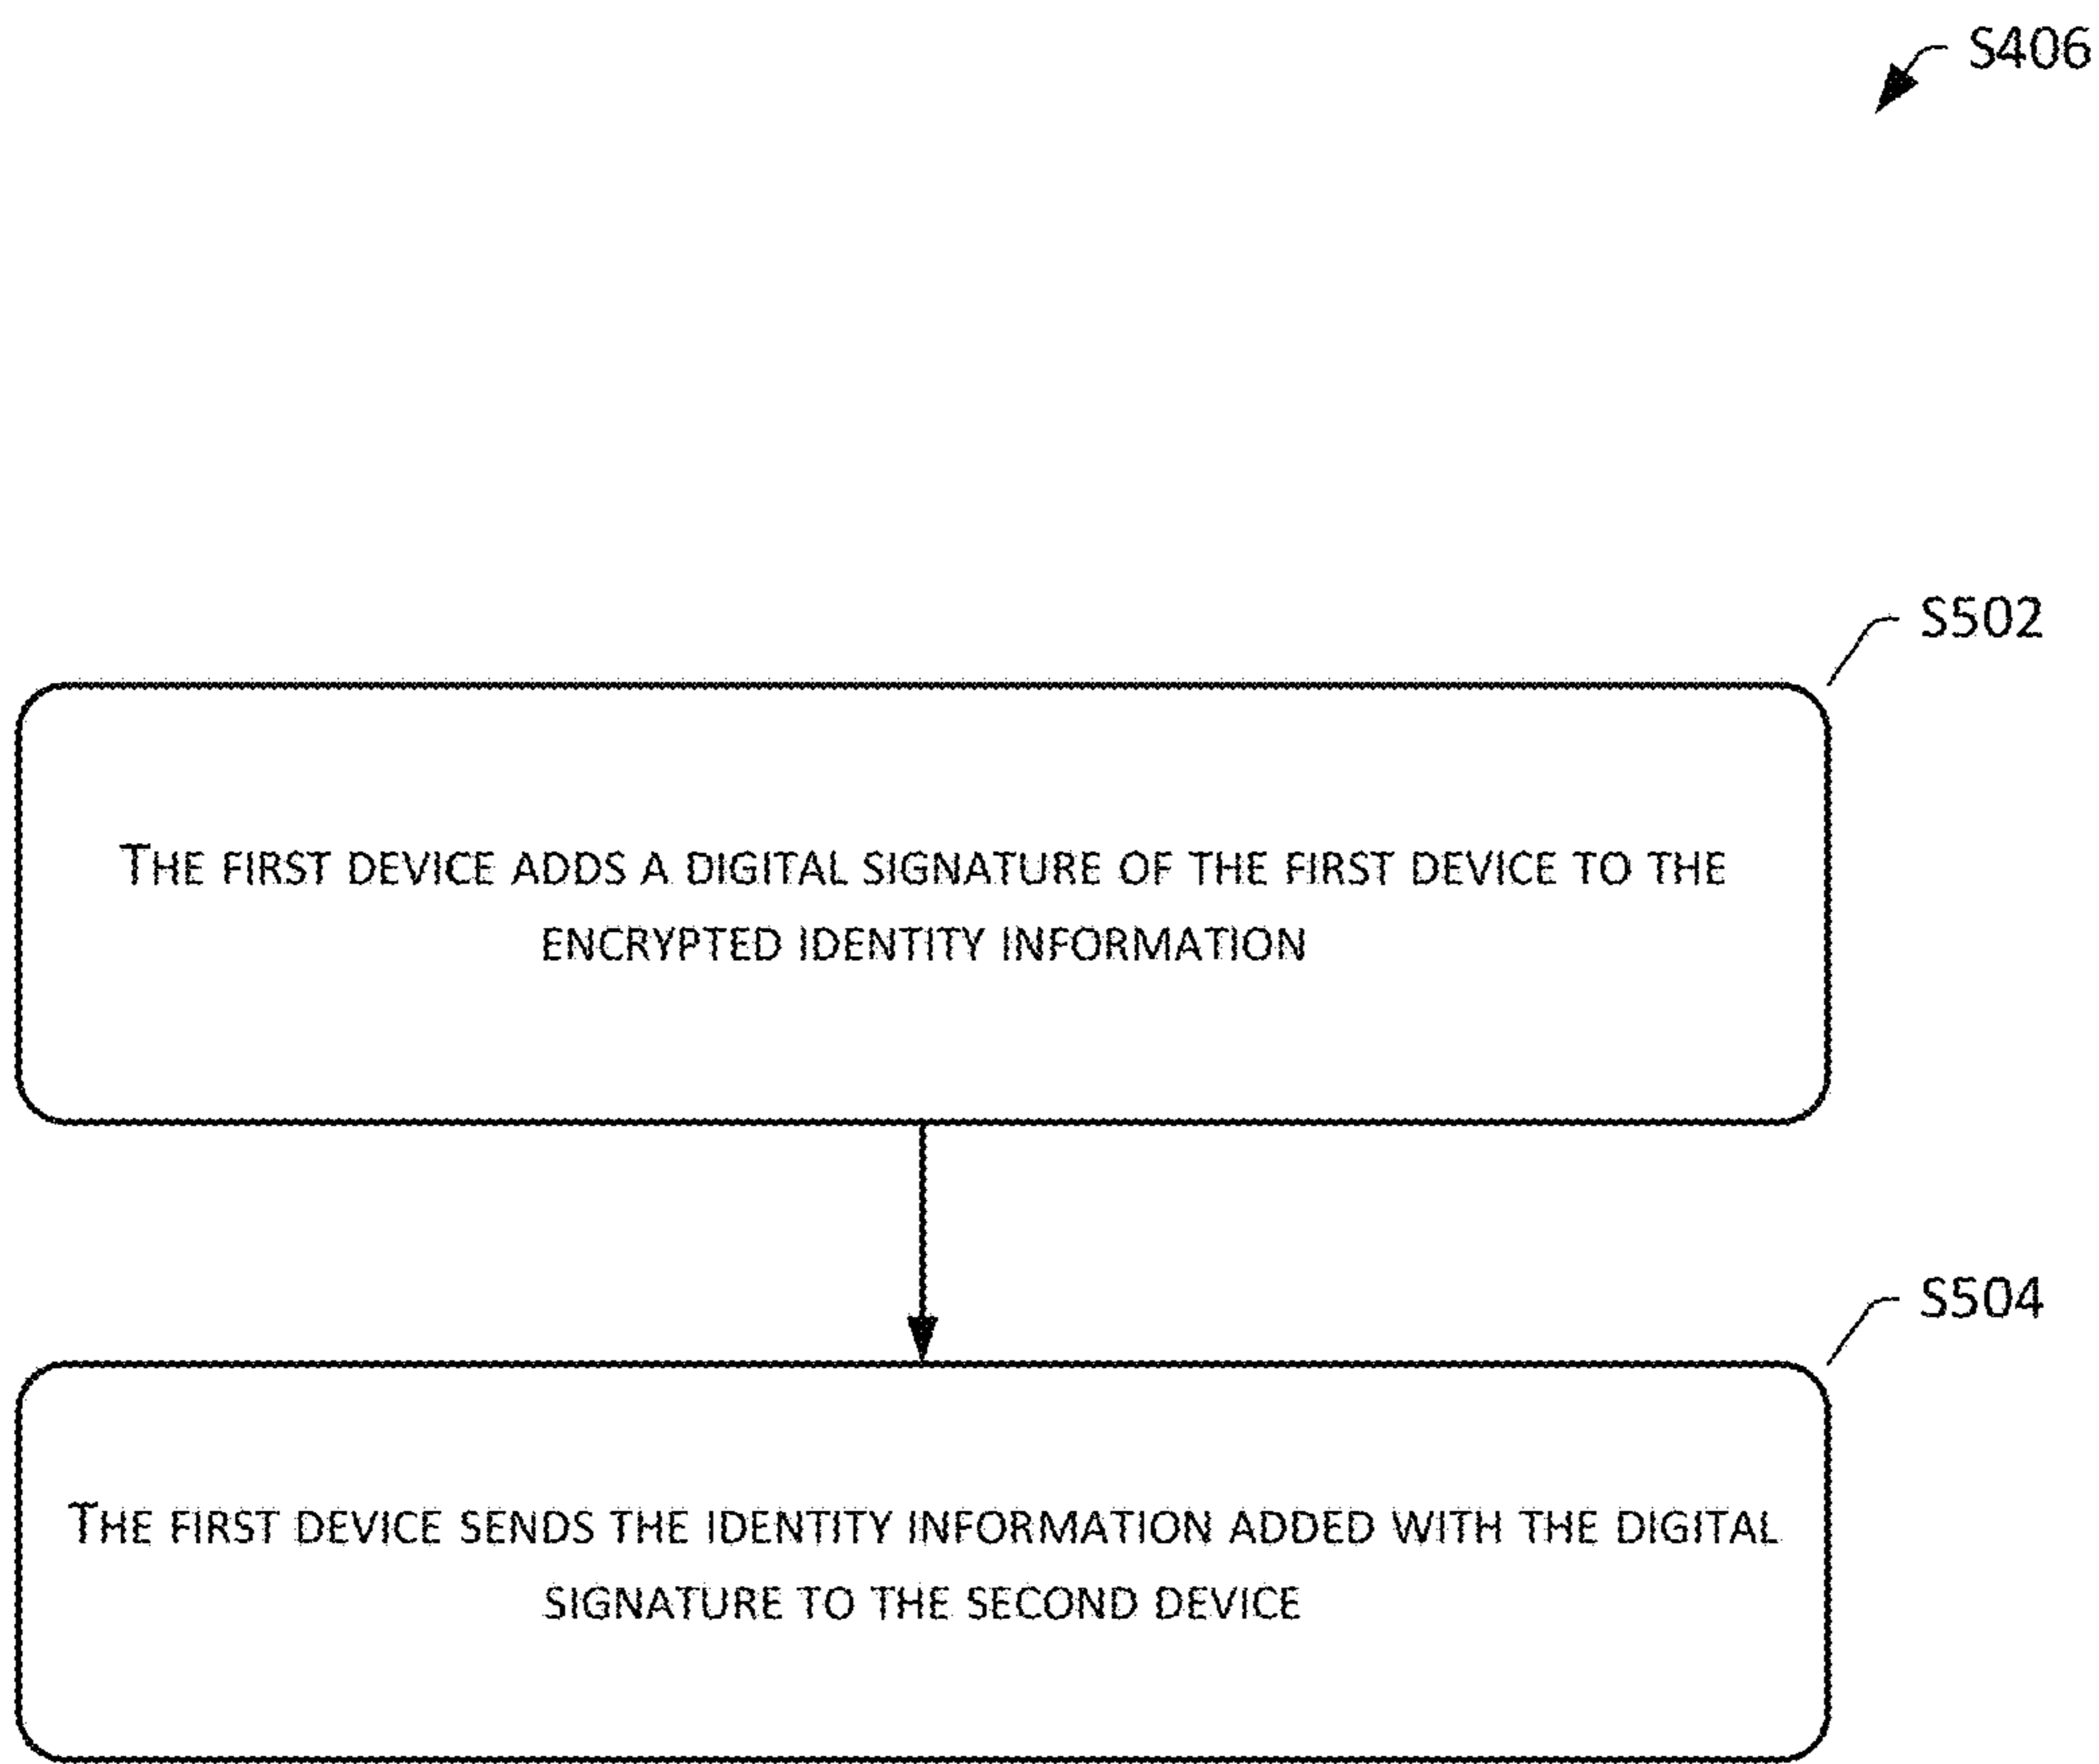 S406
S502
THE FIRST DEVICE ADDS A DIGITAL SIGNATURE OF THE FIRST DEVICE TO THE
ENCRYPTED IDENTITY INFORMATION
S504
THE FIRST DEVICE SENDS THE IDENTITY INFORMATION ADDED WITH THE DIGITAL
SIGNATURE TO THE SECOND DEVICE